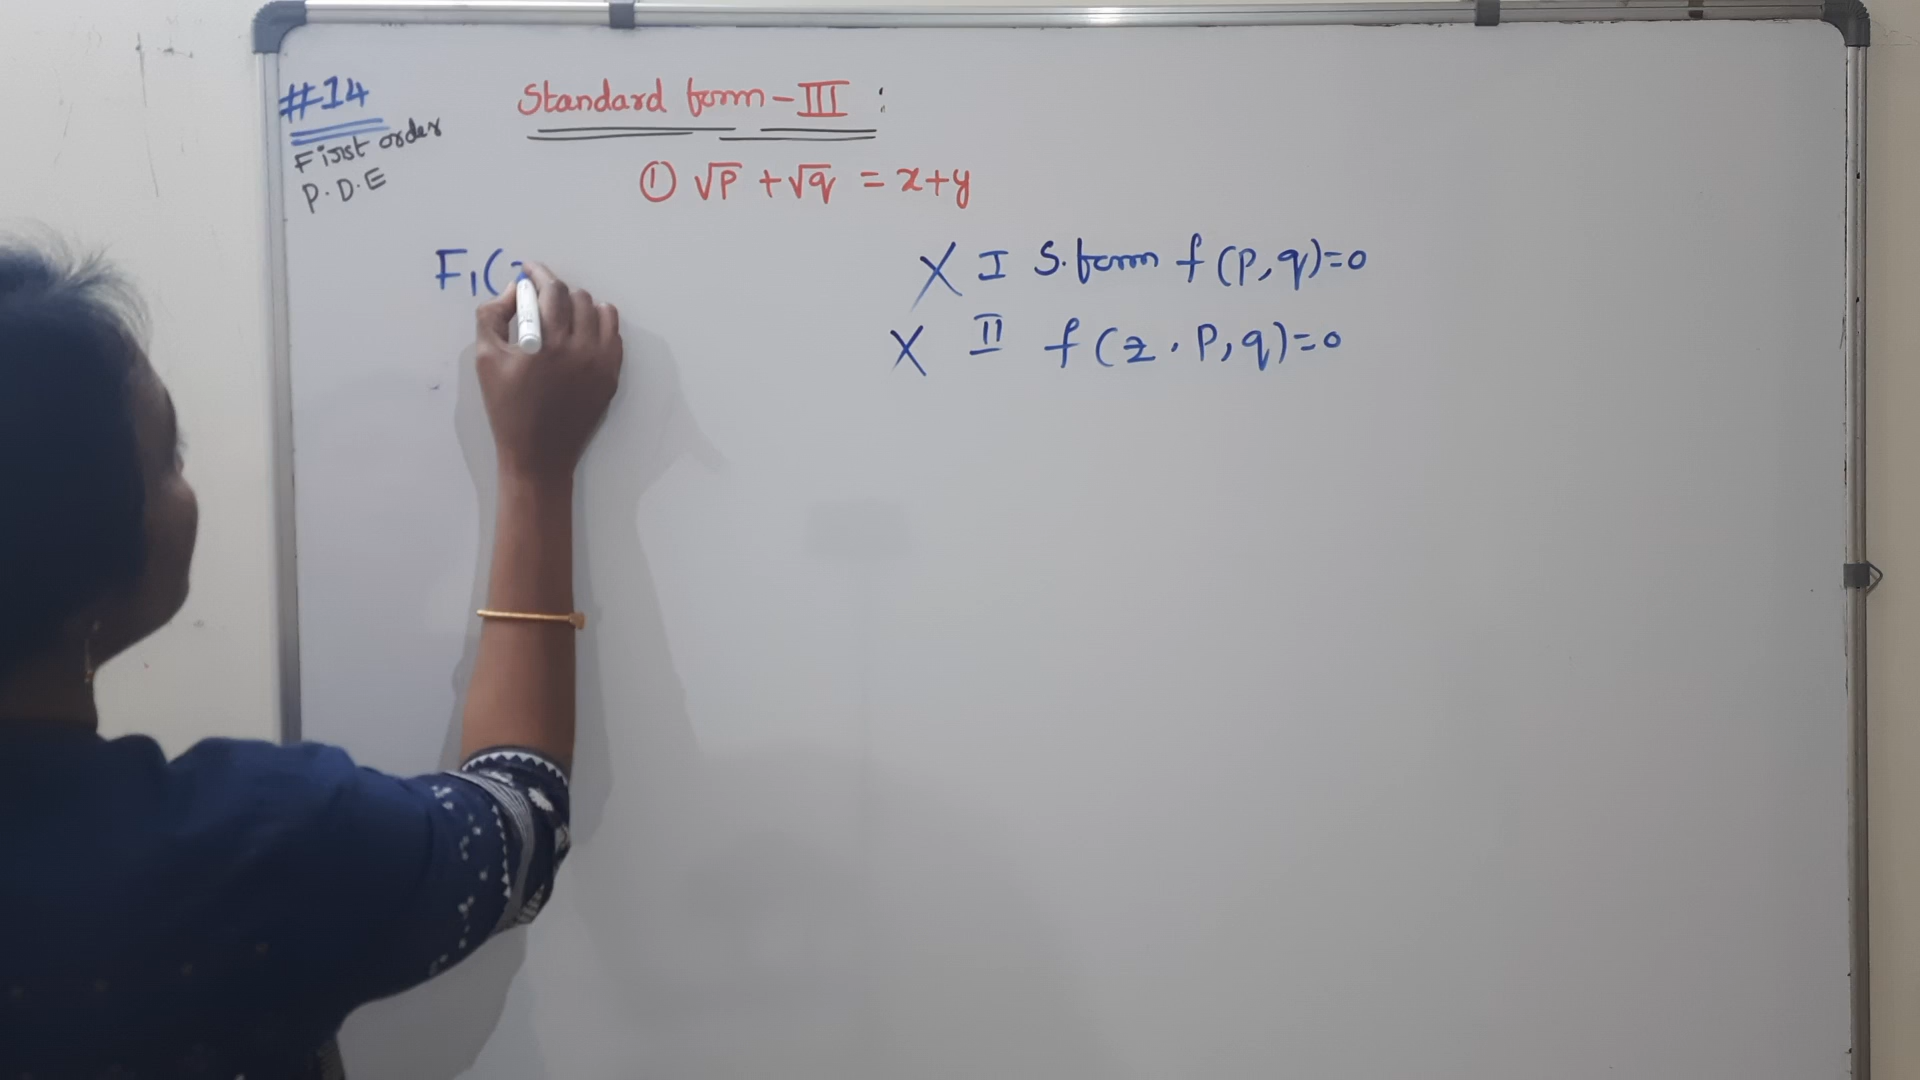 #14
First order
P.D.E
Standard form - III :
① √p + √q = x+y
F₁(
X I S.form f (p, q)=0
X II f (z, p, q)=0